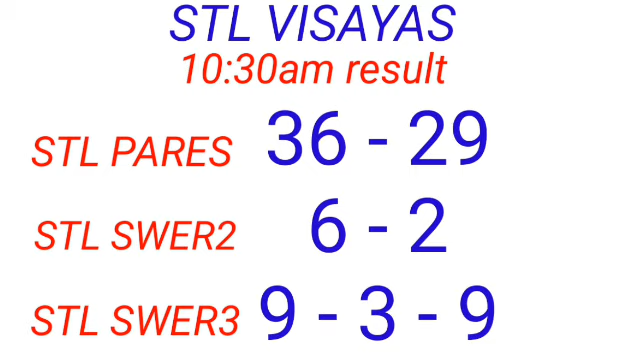 STL VISAYAS
10:30am result
STL PARES 36 - 29
STL SWER2 6 - 2
STL SWER3 9 - 3 - 9